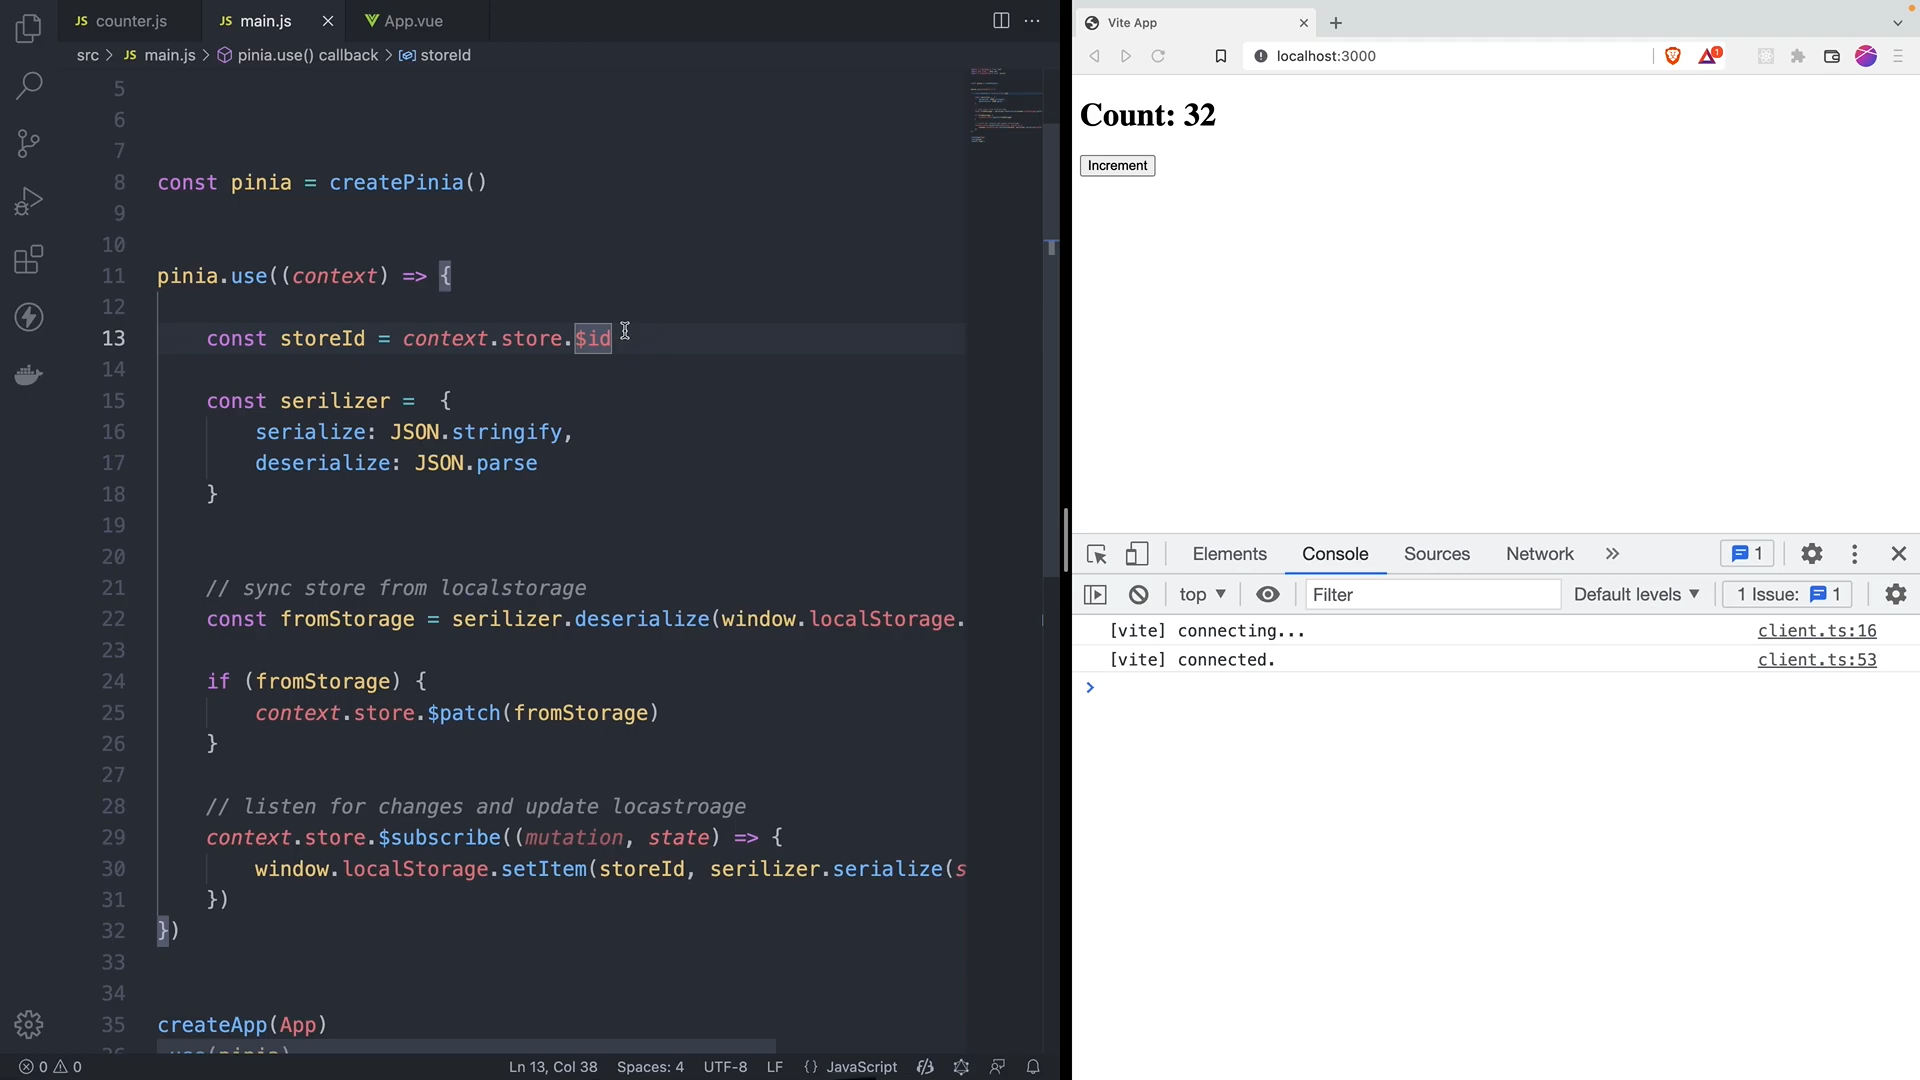 JS counter.js
JS main.js
App.vue
src > JS main.js > pinia.use() callback > storeId
5
6
7
8 const pinia = createPinia()
9
10
11 pinia.use((context) => {
12
13 const storeId = context.store.$id
14
15 const serilizer = {
16 serialize: JSON.stringify,
17 deserialize: JSON.parse
18 }
19
20
21 // sync store from localstorage
22 const fromStorage = serilizer.deserialize(window.localStorage.
23
24 if (fromStorage) {
25 context.store.$patch(fromStorage)
26 }
27
28 // listen for changes and update locastroage
29 context.store.$subscribe((mutation, state) => {
30 window.localStorage.setItem(storeId, serilizer.serialize(s
31 })
32 })
33
34
35 createApp(App)
0 0
Ln 13, Col 38 Spaces: 4 UTF-8 LF {} JavaScript
Vite App
localhost:3000
1
Count: 32
Increment
Elements Console Sources Network » 1
top Filter Default levels 1 Issue: 1
[vite] connecting... client.ts:16
[vite] connected. client.ts:53